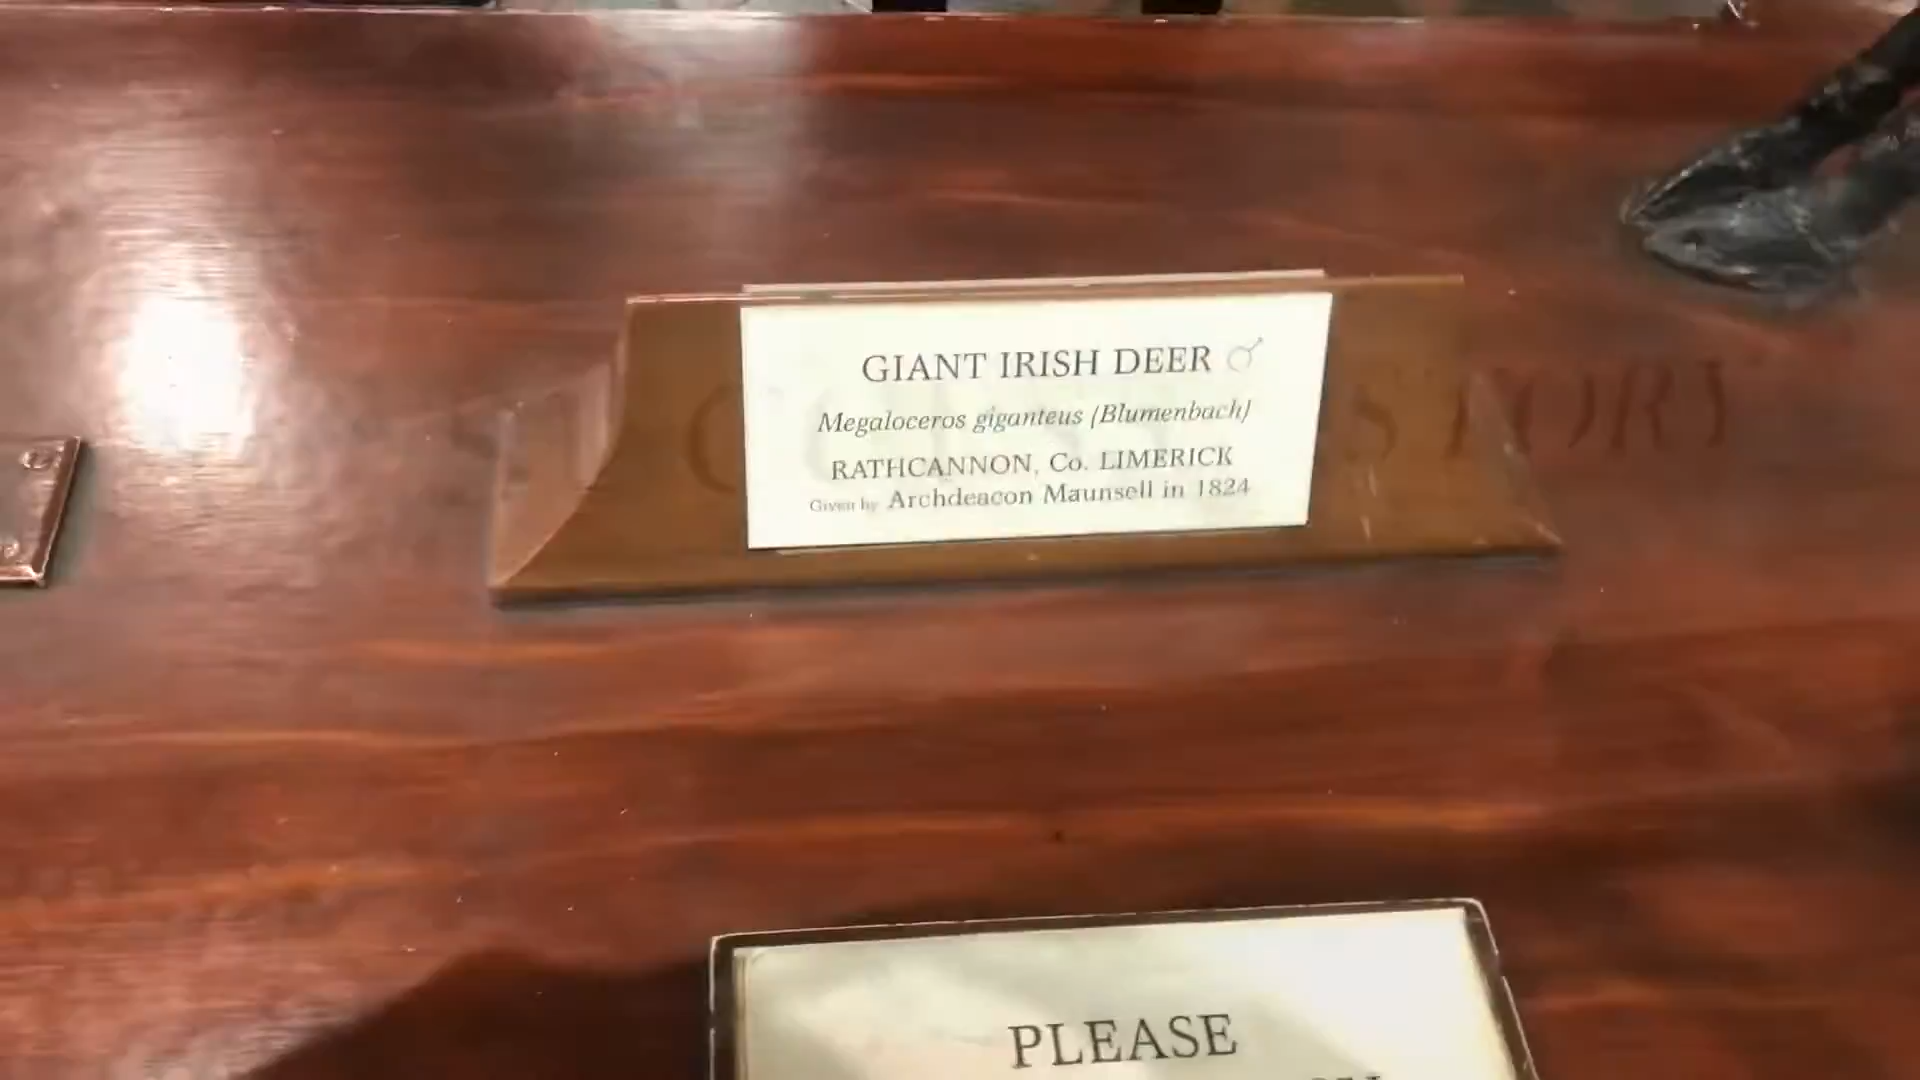 GIANT IRISH DEER ♂
Megaloceros giganteus (Blumenbach)
RATHCANNON, Co. LIMERICK
Given by Archdeacon Maunsell in 1824
PLEASE